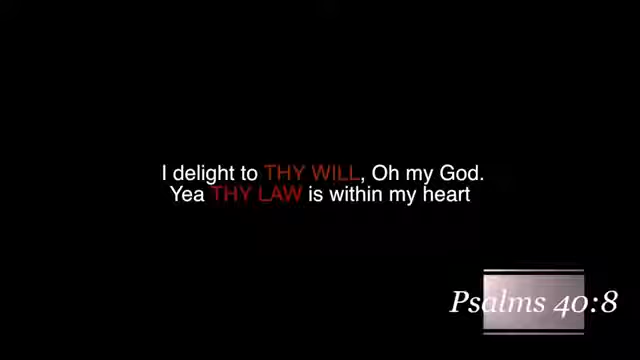 I delight to THY WILL, Oh my God.
Yea THY LAW is within my heart
Psalms 40:8